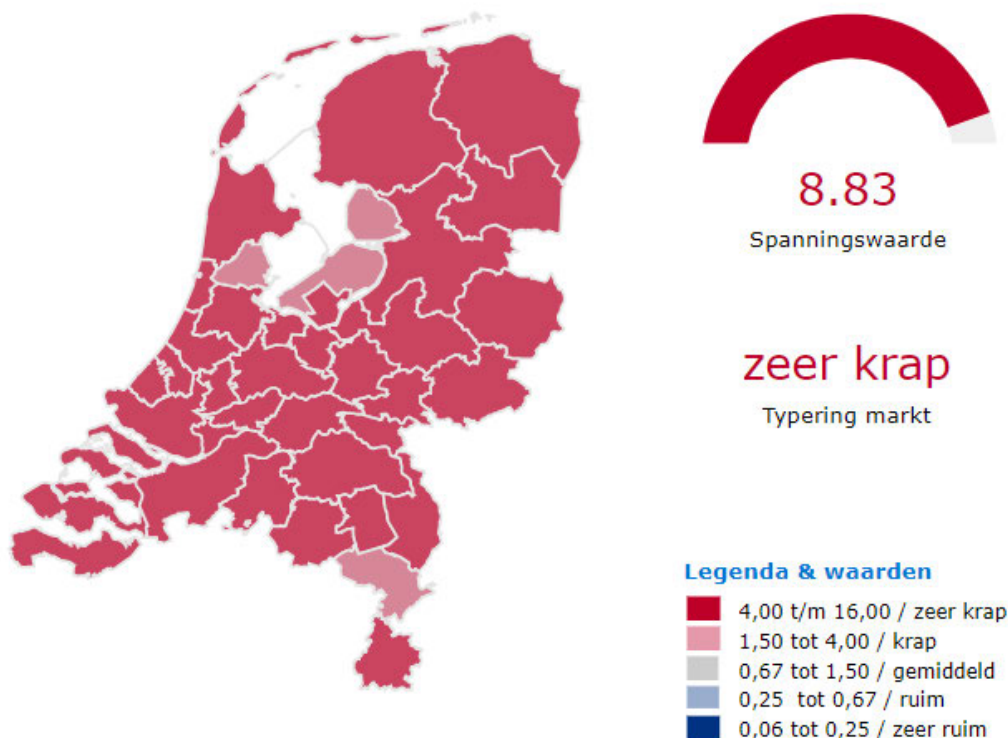 8.83
Spanningswaarde
zeer krap
Typering markt
Legenda & waarden
4,00 t/m 16,00 / zeer krap
1,50 tot 4,00 / krap
0,67 tot 1,50 / gemiddeld
0,25 tot 0,67 / ruim
0,06 tot 0,25 / zeer ruim